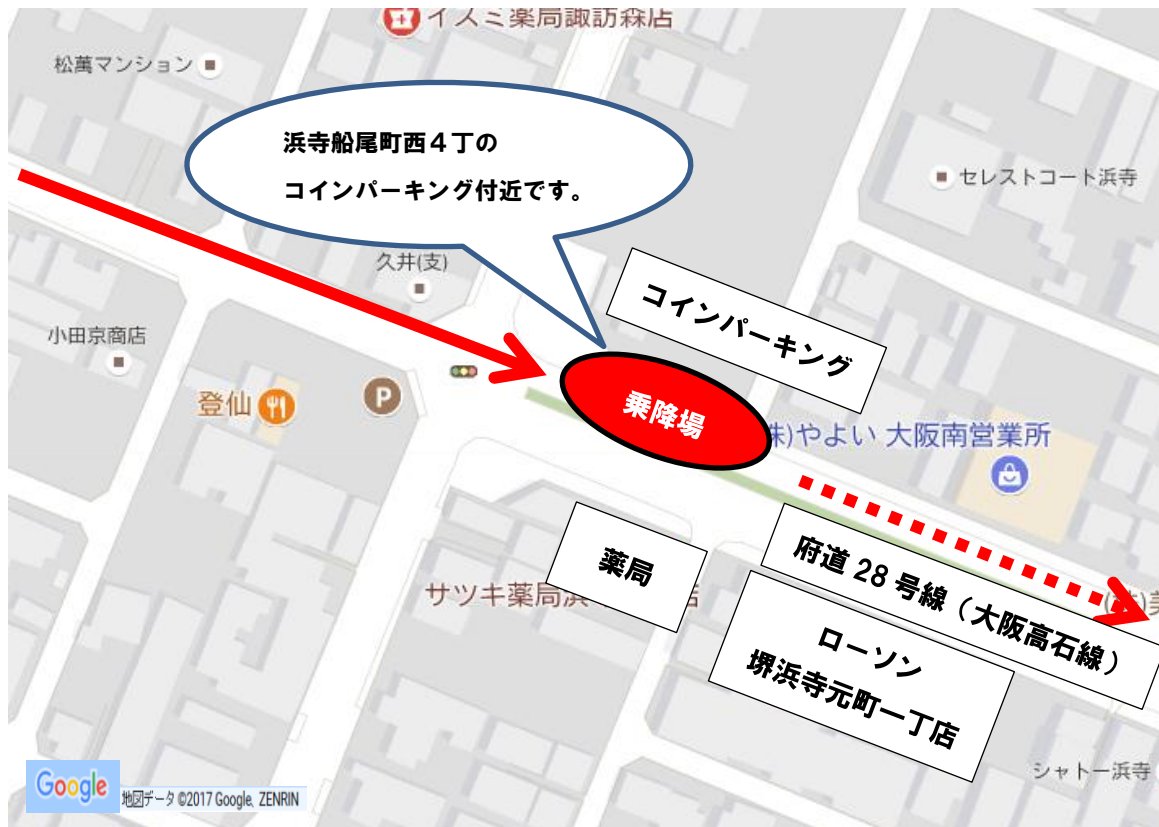 イスミ薬局諏訪森店
松萬マンション
浜寺船尾町西４丁の
コインパーキング付近です。
セレストコート浜寺
久井(支)
コインパーキング
小田京商店
登仙
P
乗降場
株)やよい 大阪南営業所
薬局
府道 28 号線（大阪高石線）
サツキ薬局浜
店
ローソン
堺浜寺元町一丁店
シャトー浜寺
Google
地図データ ©2017 Google, ZENRIN